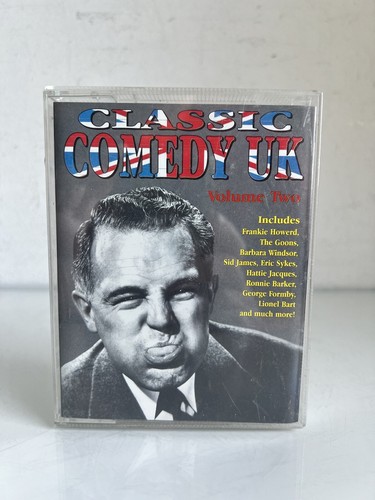 CLASSIC
COMEDY UK
Volume Two
Includes
Frankie Howerd,
The Goons,
Barbara Windsor,
Sid James, Eric Sykes,
Hattie Jacques,
Ronnie Barker,
George Formby,
Lionel Bart
and much more!